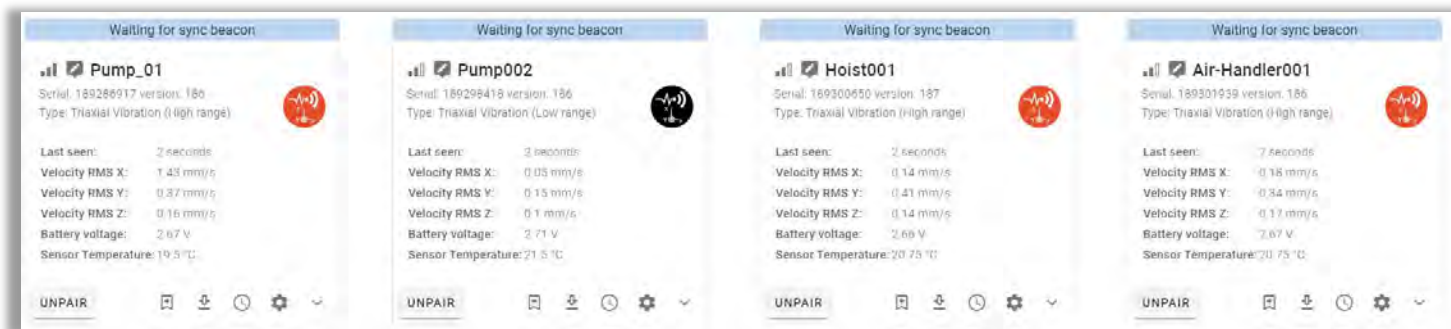 Waiting for sync beacon
Pump_01
Serial: 189286917 version: 186
Type: Triaxial Vibration (High range)
Last seen: 2 seconds
Velocity RMS X: 1.43 mm/s
Velocity RMS Y: 0.37 mm/s
Velocity RMS Z: 0.16 mm/s
Battery voltage: 2.67 V
Sensor Temperature: 19.5 °C
UNPAIR
Waiting for sync beacon
Pump002
Serial: 189298418 version: 186
Type: Triaxial Vibration (Low range)
Last seen: 2 seconds
Velocity RMS X: mm/s
Velocity RMS Y: 0.15 mm/s
Velocity RMS Z: 0.1 mm/s
Battery voltage: 2.71 V
Sensor Temperature: 21.5 °C
UNPAIR
Waiting for sync beacon
Hoist001
Serial: 189300650 version: 187
Type: Triaxial Vibration (High range)
Last seen: 2 seconds
Velocity RMS X: 0.14 mm/s
Velocity RMS Y: 0.41 mm/s
Velocity RMS Z: 0.14 mm/s
Battery voltage: 2.66 V
Sensor Temperature: 20.75 °C
UNPAIR
Waiting for sync beacon
Air-Handler001
Serial: 189301939 version: 186
Type: Triaxial Vibration (High range)
Last seen: 2 seconds
Velocity RMS X: 0.18 mm/s
Velocity RMS Y: 0.34 mm/s
Velocity RMS Z: 0.17 mm/s
Battery voltage: 2.67 V
Sensor Temperature: 20.75 °C
UNPAIR